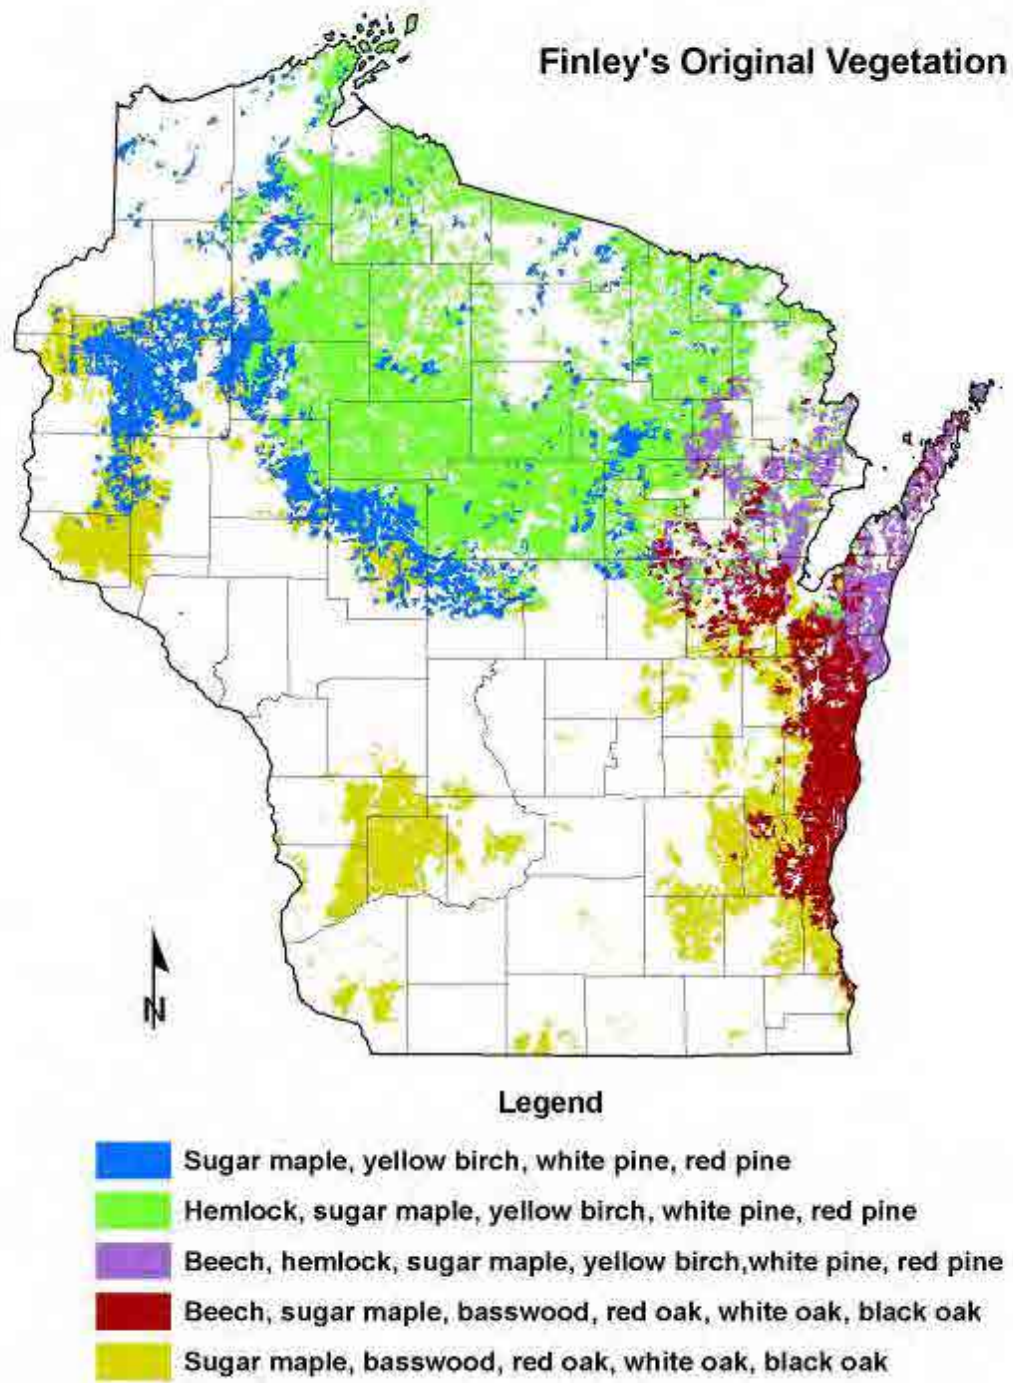 Finley's Original Vegetation
N
Legend
Sugar maple, yellow birch, white pine, red pine
Hemlock, sugar maple, yellow birch, white pine, red pine
Beech, hemlock, sugar maple, yellow birch,white pine, red pine
Beech, sugar maple, basswood, red oak, white oak, black oak
Sugar maple, basswood, red oak, white oak, black oak